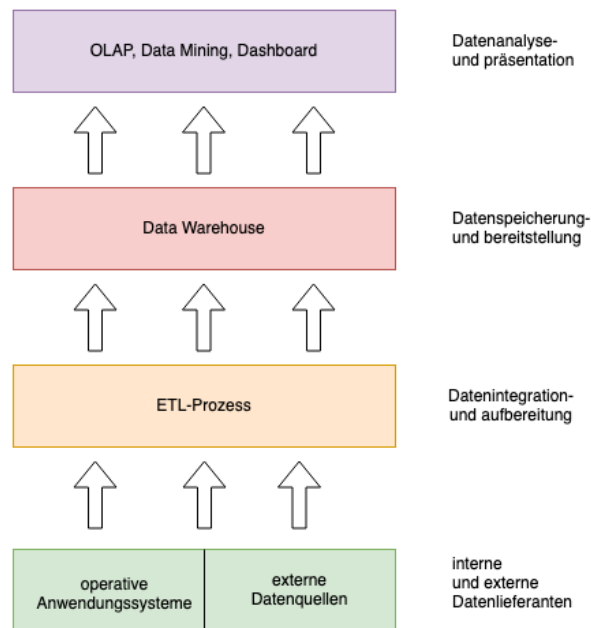 OLAP, Data Mining, Dashboard
Datenanalyse-
und präsentation
Data Warehouse
Datenspeicherung-
und bereitstellung
ETL-Prozess
Datenintegration-
und aufbereitung
operative
Anwendungssysteme
externe
Datenquellen
interne
und externe
Datenlieferanten